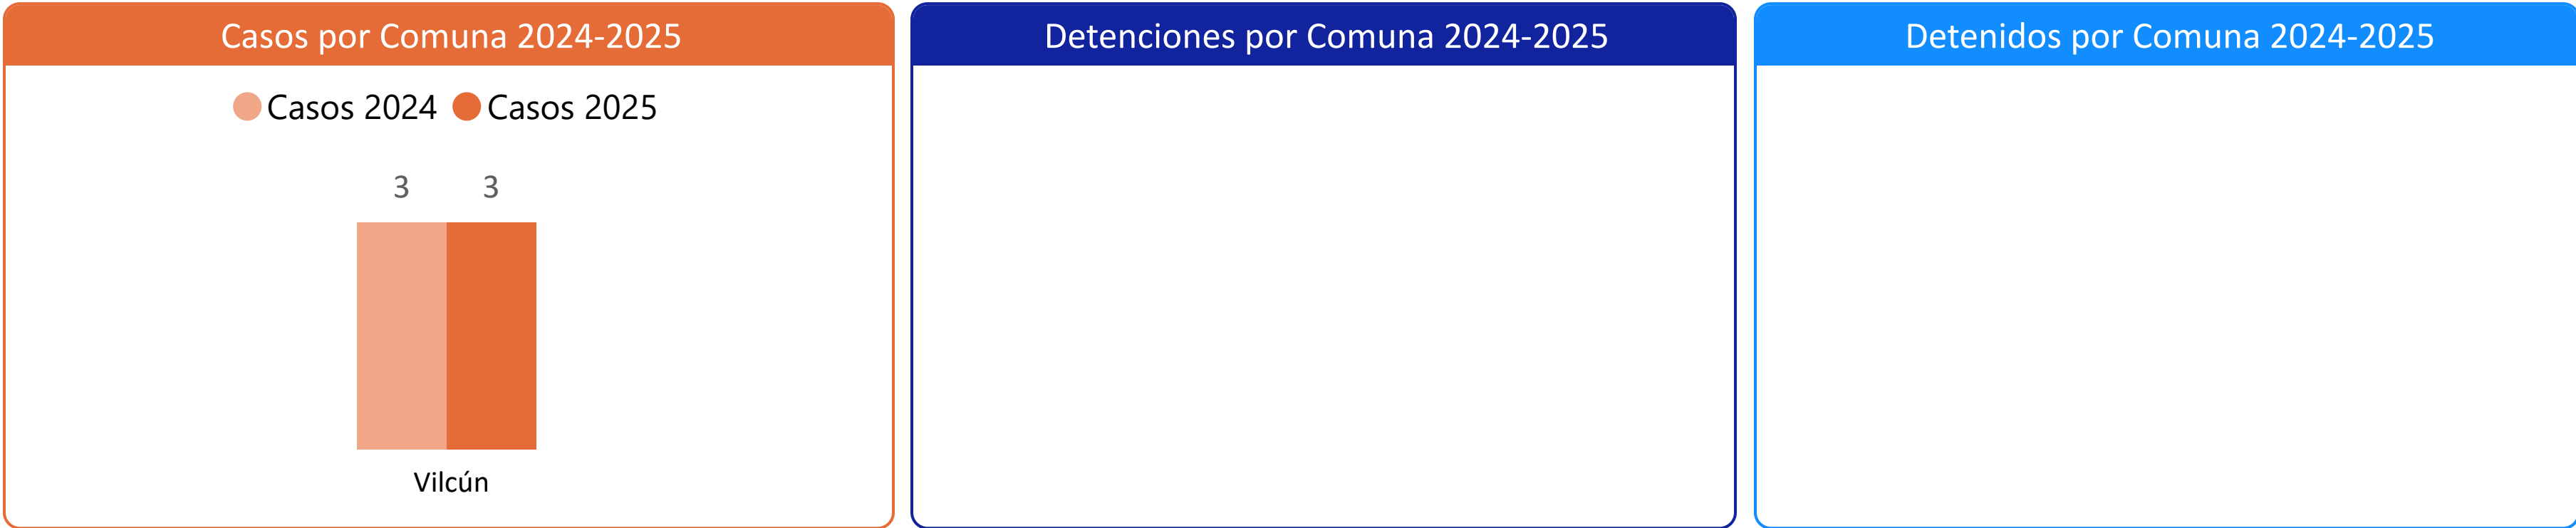 Casos por Comuna 2024-2025
Casos 2024 Casos 2025
3 3
Vilcún
Detenciones por Comuna 2024-2025
Detenidos por Comuna 2024-2025